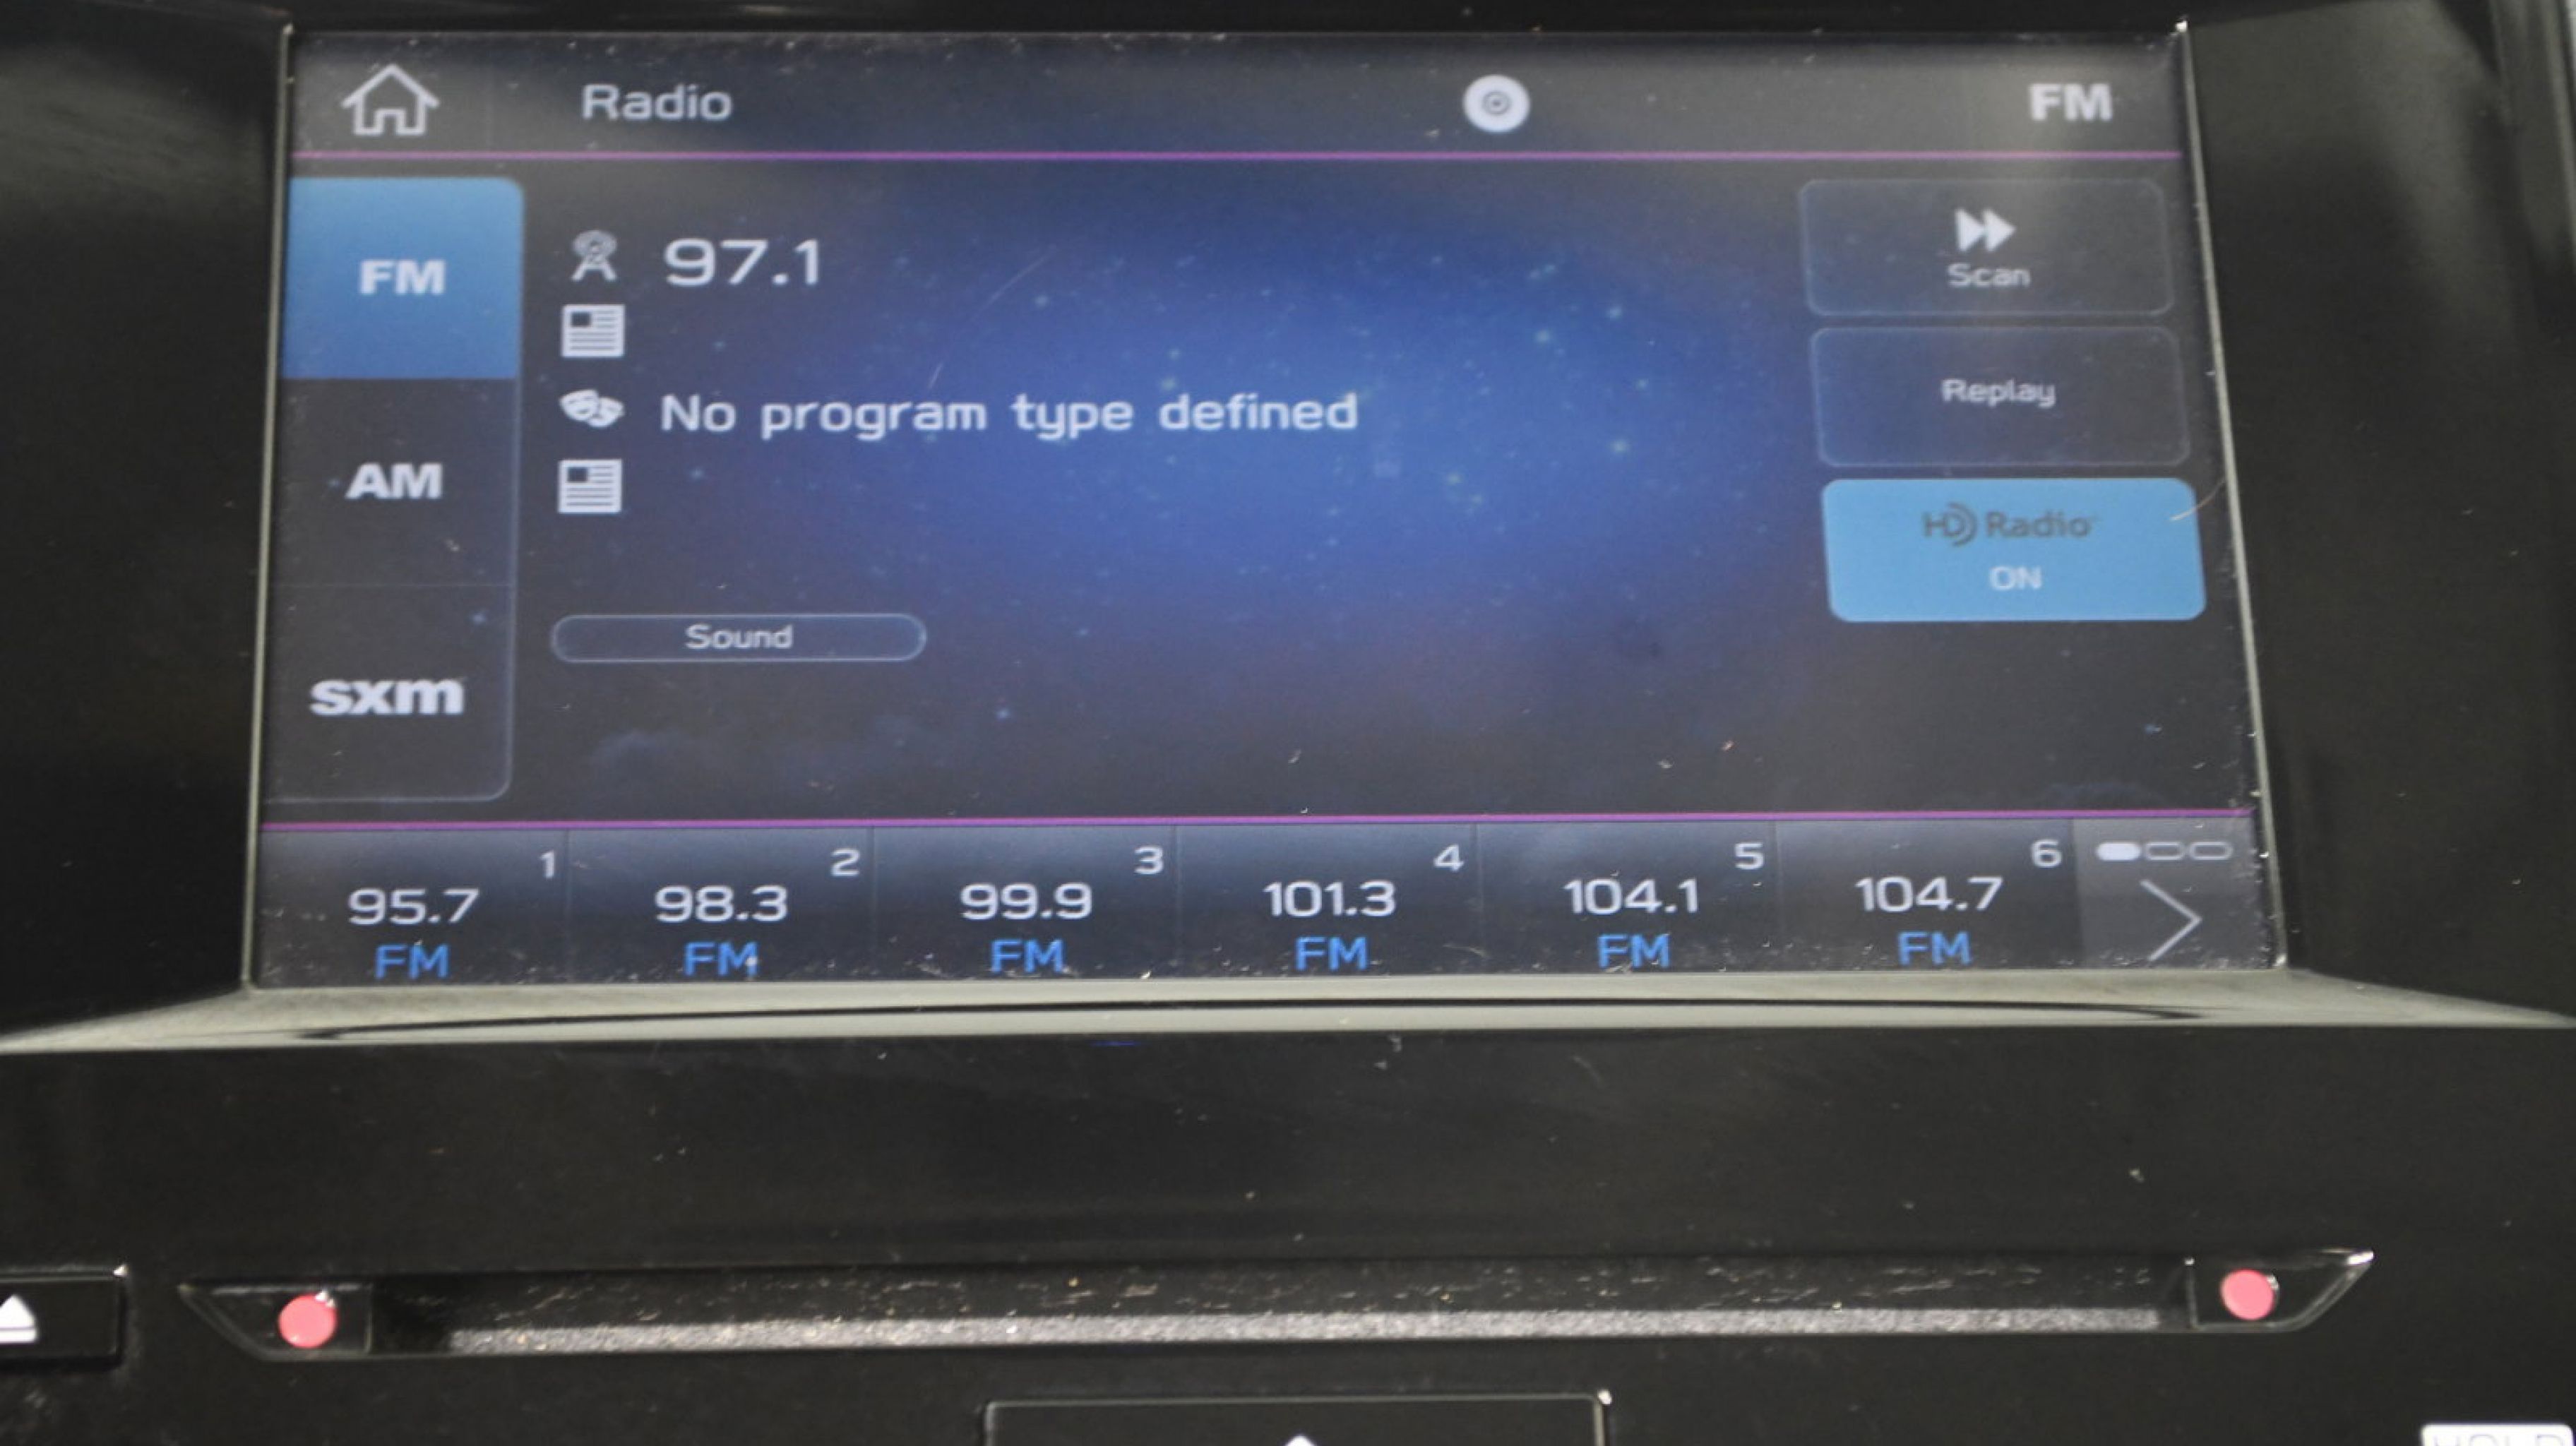 Radio FM
FM
97.1
Scan
Replay
No program type defined
AM
HD Radio
ON
Sound
sxm
1 2 3 4 5 6
95.7 98.3 99.9 101.3 104.1 104.7
FM FM FM FM FM FM